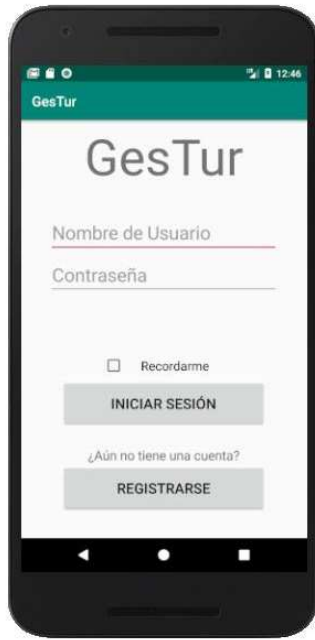 12:46
GesTur
GesTur
Nombre de Usuario
Contraseña
Recordarme
INICIAR SESIÓN
¿Aún no tiene una cuenta?
REGISTRARSE